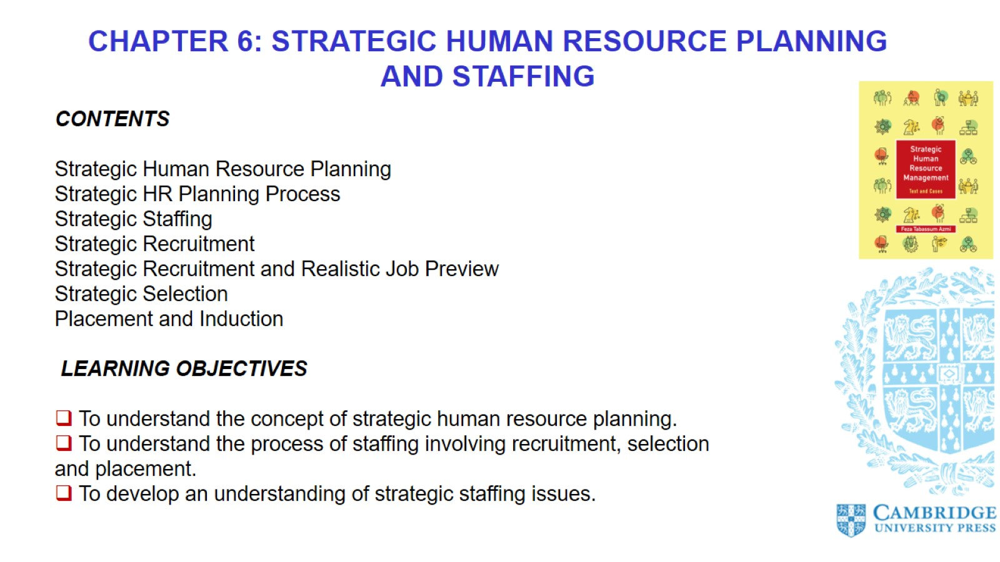 CHAPTER 6: STRATEGIC HUMAN RESOURCE PLANNING
AND STAFFING
CONTENTS
Strategic Human Resource Planning
Strategic HR Planning Process
Strategic Staffing
Strategic Recruitment
Strategic Recruitment and Realistic Job Preview
Strategic Selection
Placement and Induction
LEARNING OBJECTIVES
❑ To understand the concept of strategic human resource planning.
❑ To understand the process of staffing involving recruitment, selection
and placement.
❑ To develop an understanding of strategic staffing issues.
Strategic
Human
Resource
Management
Text and Cases
Feza Tabassum Azmi
CAMBRIDGE
UNIVERSITY PRESS